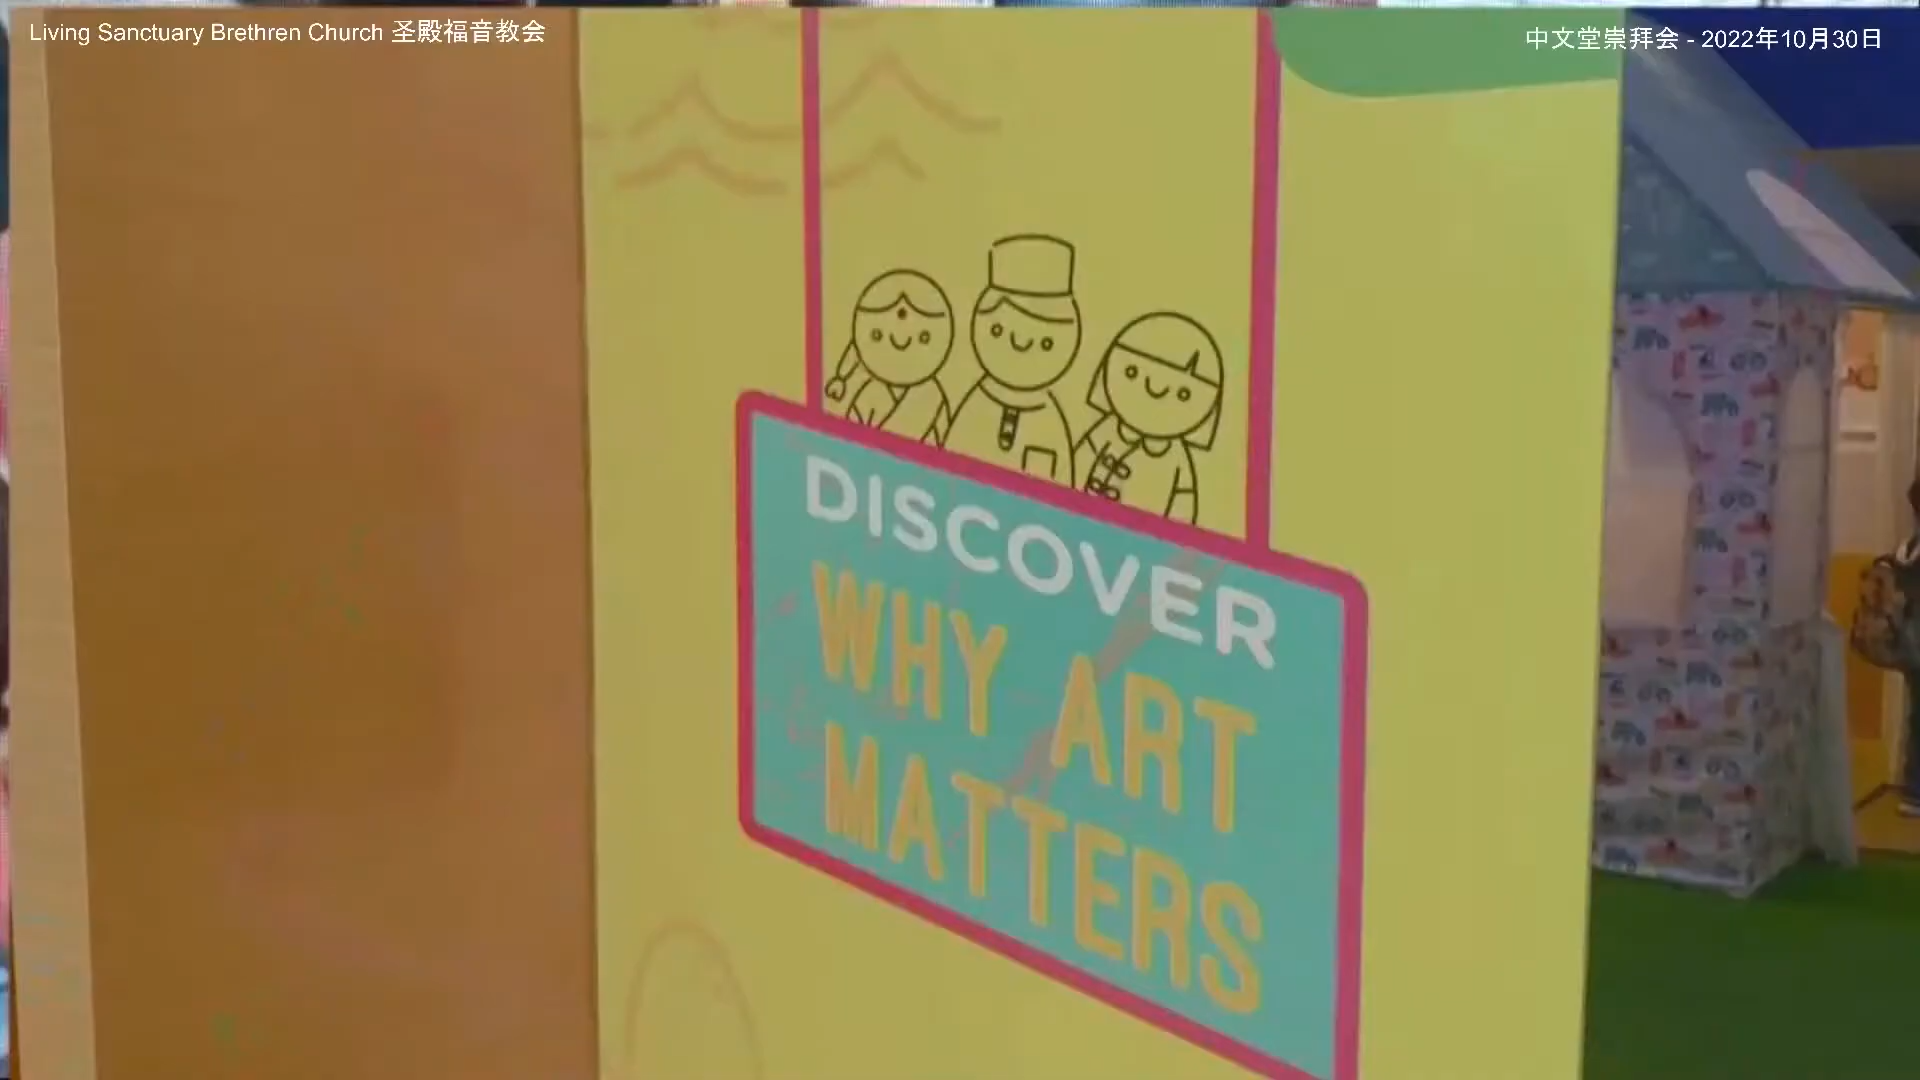 Living Sanctuary Brethren Church 圣殿福音教会
中文堂崇拜会 - 2022年10月30日
DISCOVER
WHY ART
MATTERS